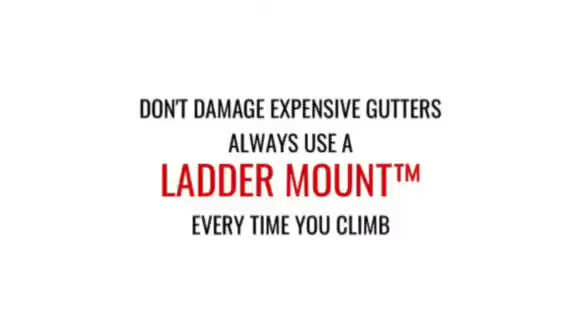 DON'T DAMAGE EXPENSIVE GUTTERS
ALWAYS USE A
LADDER MOUNT™
EVERY TIME YOU CLIMB